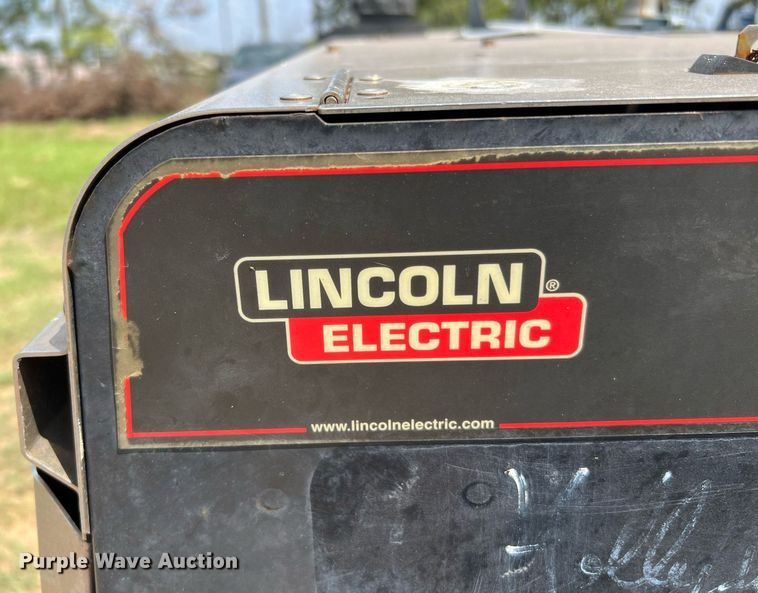 LINCOLN ®
ELECTRIC
www.lincolnelectric.com
Purple Wave Auction